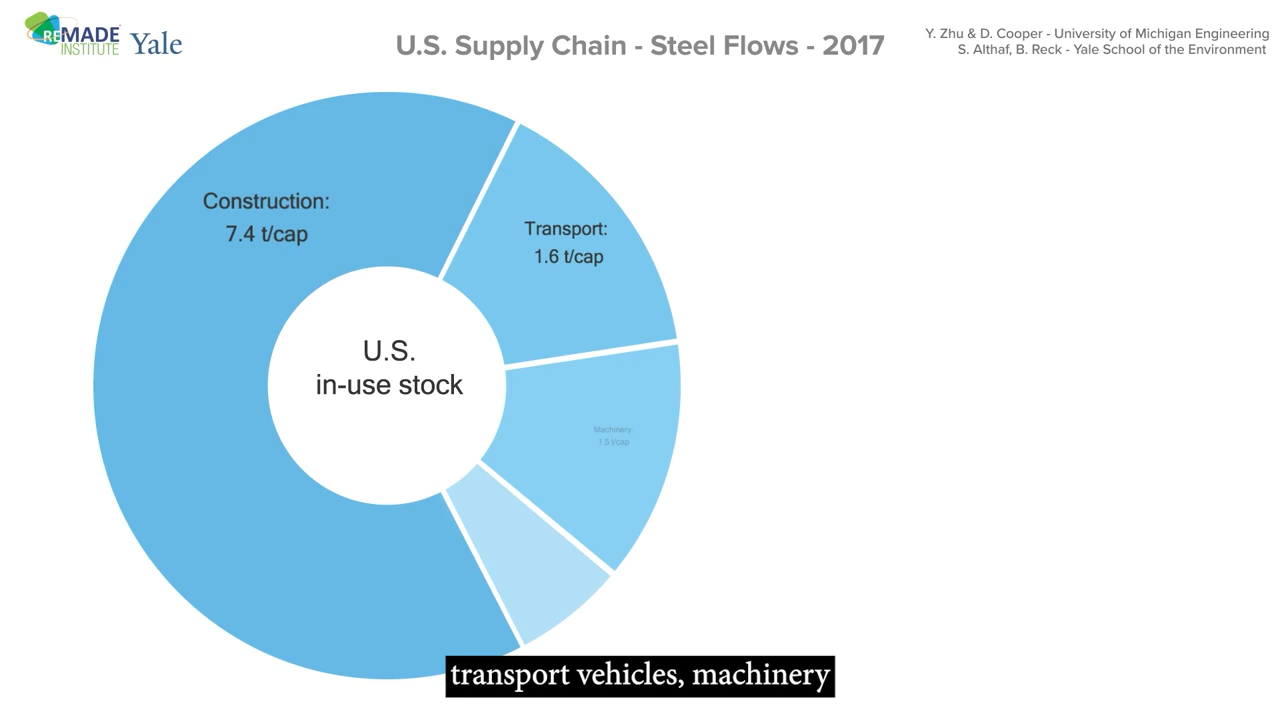 REMADE
INSTITUTE
Yale
U.S. Supply Chain - Steel Flows - 2017
Y. Zhu & D. Cooper - University of Michigan Engineering
S. Althaf, B. Reck - Yale School of the Environment
Construction:
7.4 t/cap
Transport:
1.6 t/cap
U.S.
in-use stock
Machinery:
1.5 t/cap
transport vehicles, machinery